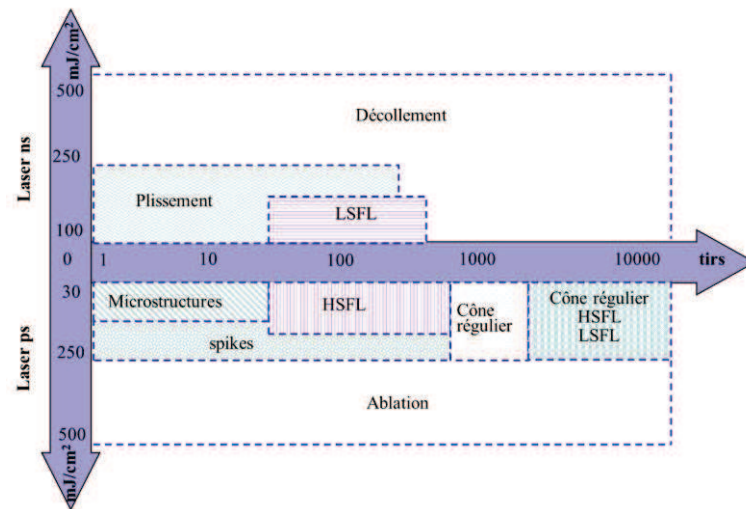 mJ/cm²
500
Décollement
Laser ns
250
Plissement
LSFL
100
0 1 10 100 1000 10000 tirs
30
Microstructures
HSFL
Cône
régulier
Cône régulier
HSFL
LSFL
Laser ps
spikes
250
Ablation
500
mJ/cm²